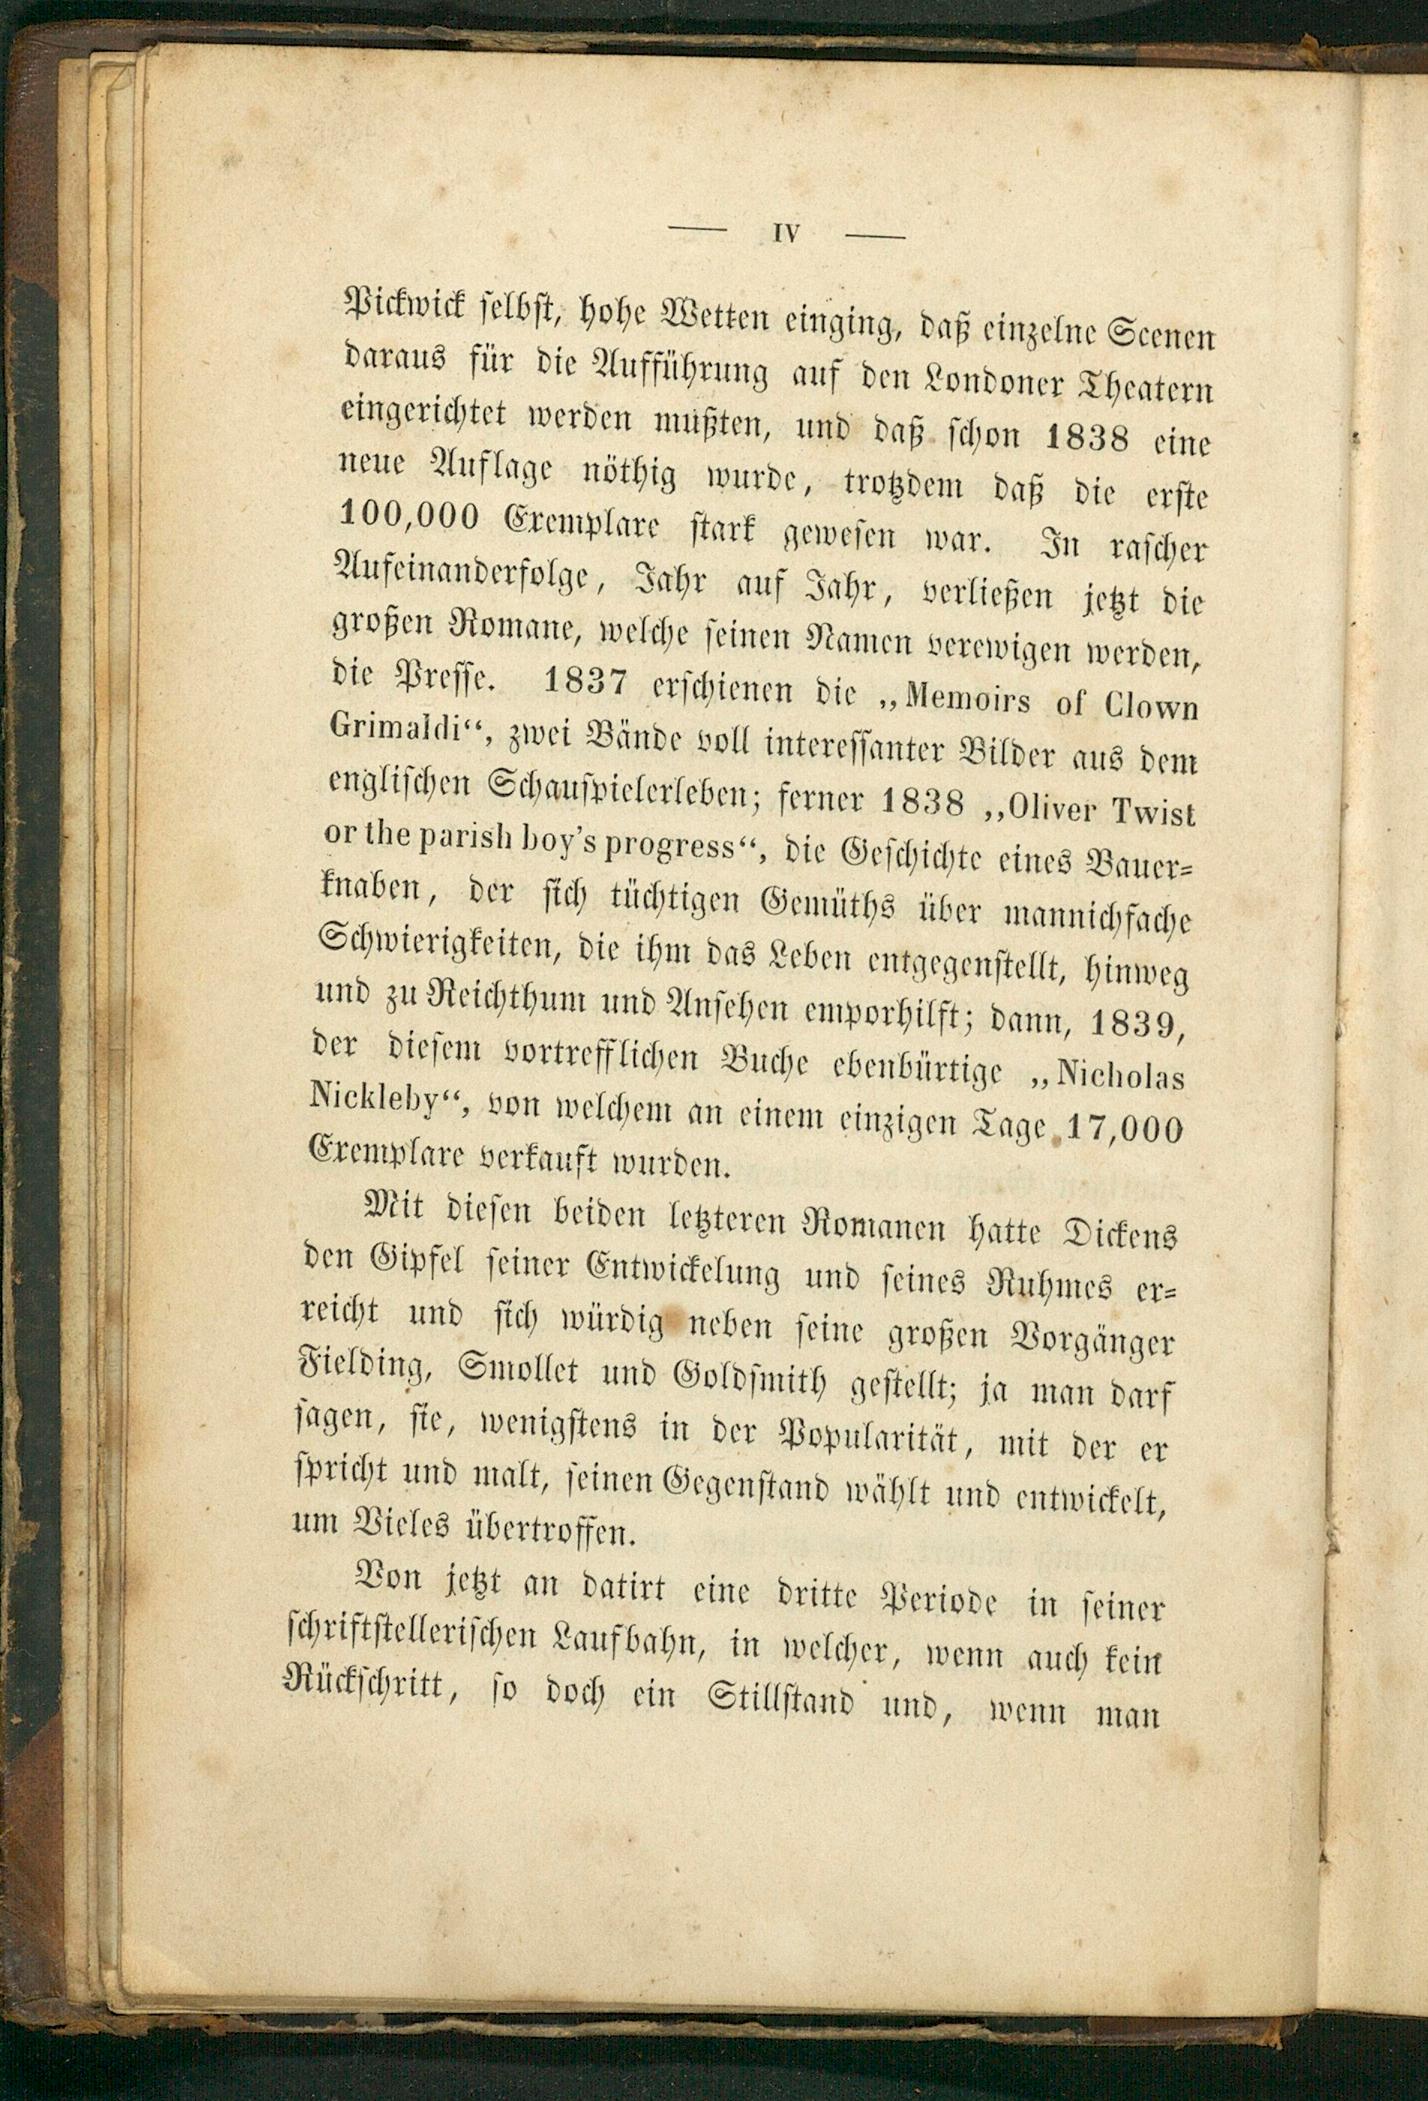 — IV —
Pickwick selbst, hohe Wetten einging, daß einzelne Scenen
daraus für die Aufführung auf den Londoner Theatern
eingerichtet werden mußten, und daß schon 1838 eine
neue Auflage nöthig wurde, trotzdem daß die erste
100,000 Exemplare stark gewesen war. In rascher
Aufeinanderfolge, Jahr auf Jahr, verließen jetzt die
großen Romane, welche seinen Namen verewigen werden,
die Presse. 1837 erschienen die „Memoirs of Clown
Grimaldi“, zwei Bände voll interessanter Bilder aus dem
englischen Schauspielerleben; ferner 1838 „Oliver Twist
or the parish boy's progress“, die Geschichte eines Bauer-
knaben, der sich tüchtigen Gemüths über mannichfache
Schwierigkeiten, die ihm das Leben entgegenstellt, hinweg
und zu Reichthum und Ansehen emporhilft; dann, 1839,
der diesem vortrefflichen Buche ebenbürtige „Nicholas
Nickleby“, von welchem an einem einzigen Tage 17,000
Exemplare verkauft wurden.
Mit diesen beiden letzteren Romanen hatte Dickens
den Gipfel seiner Entwickelung und seines Ruhmes er-
reicht und sich würdig neben seine großen Vorgänger
Fielding, Smollet und Goldsmith gestellt; ja man darf
sagen, sie, wenigstens in der Popularität, mit der er
spricht und malt, seinen Gegenstand wählt und entwickelt,
um Vieles übertroffen.
Von jetzt an datirt eine dritte Periode in seiner
schriftstellerischen Laufbahn, in welcher, wenn auch kein
Rückschritt, so doch ein Stillstand und, wenn man